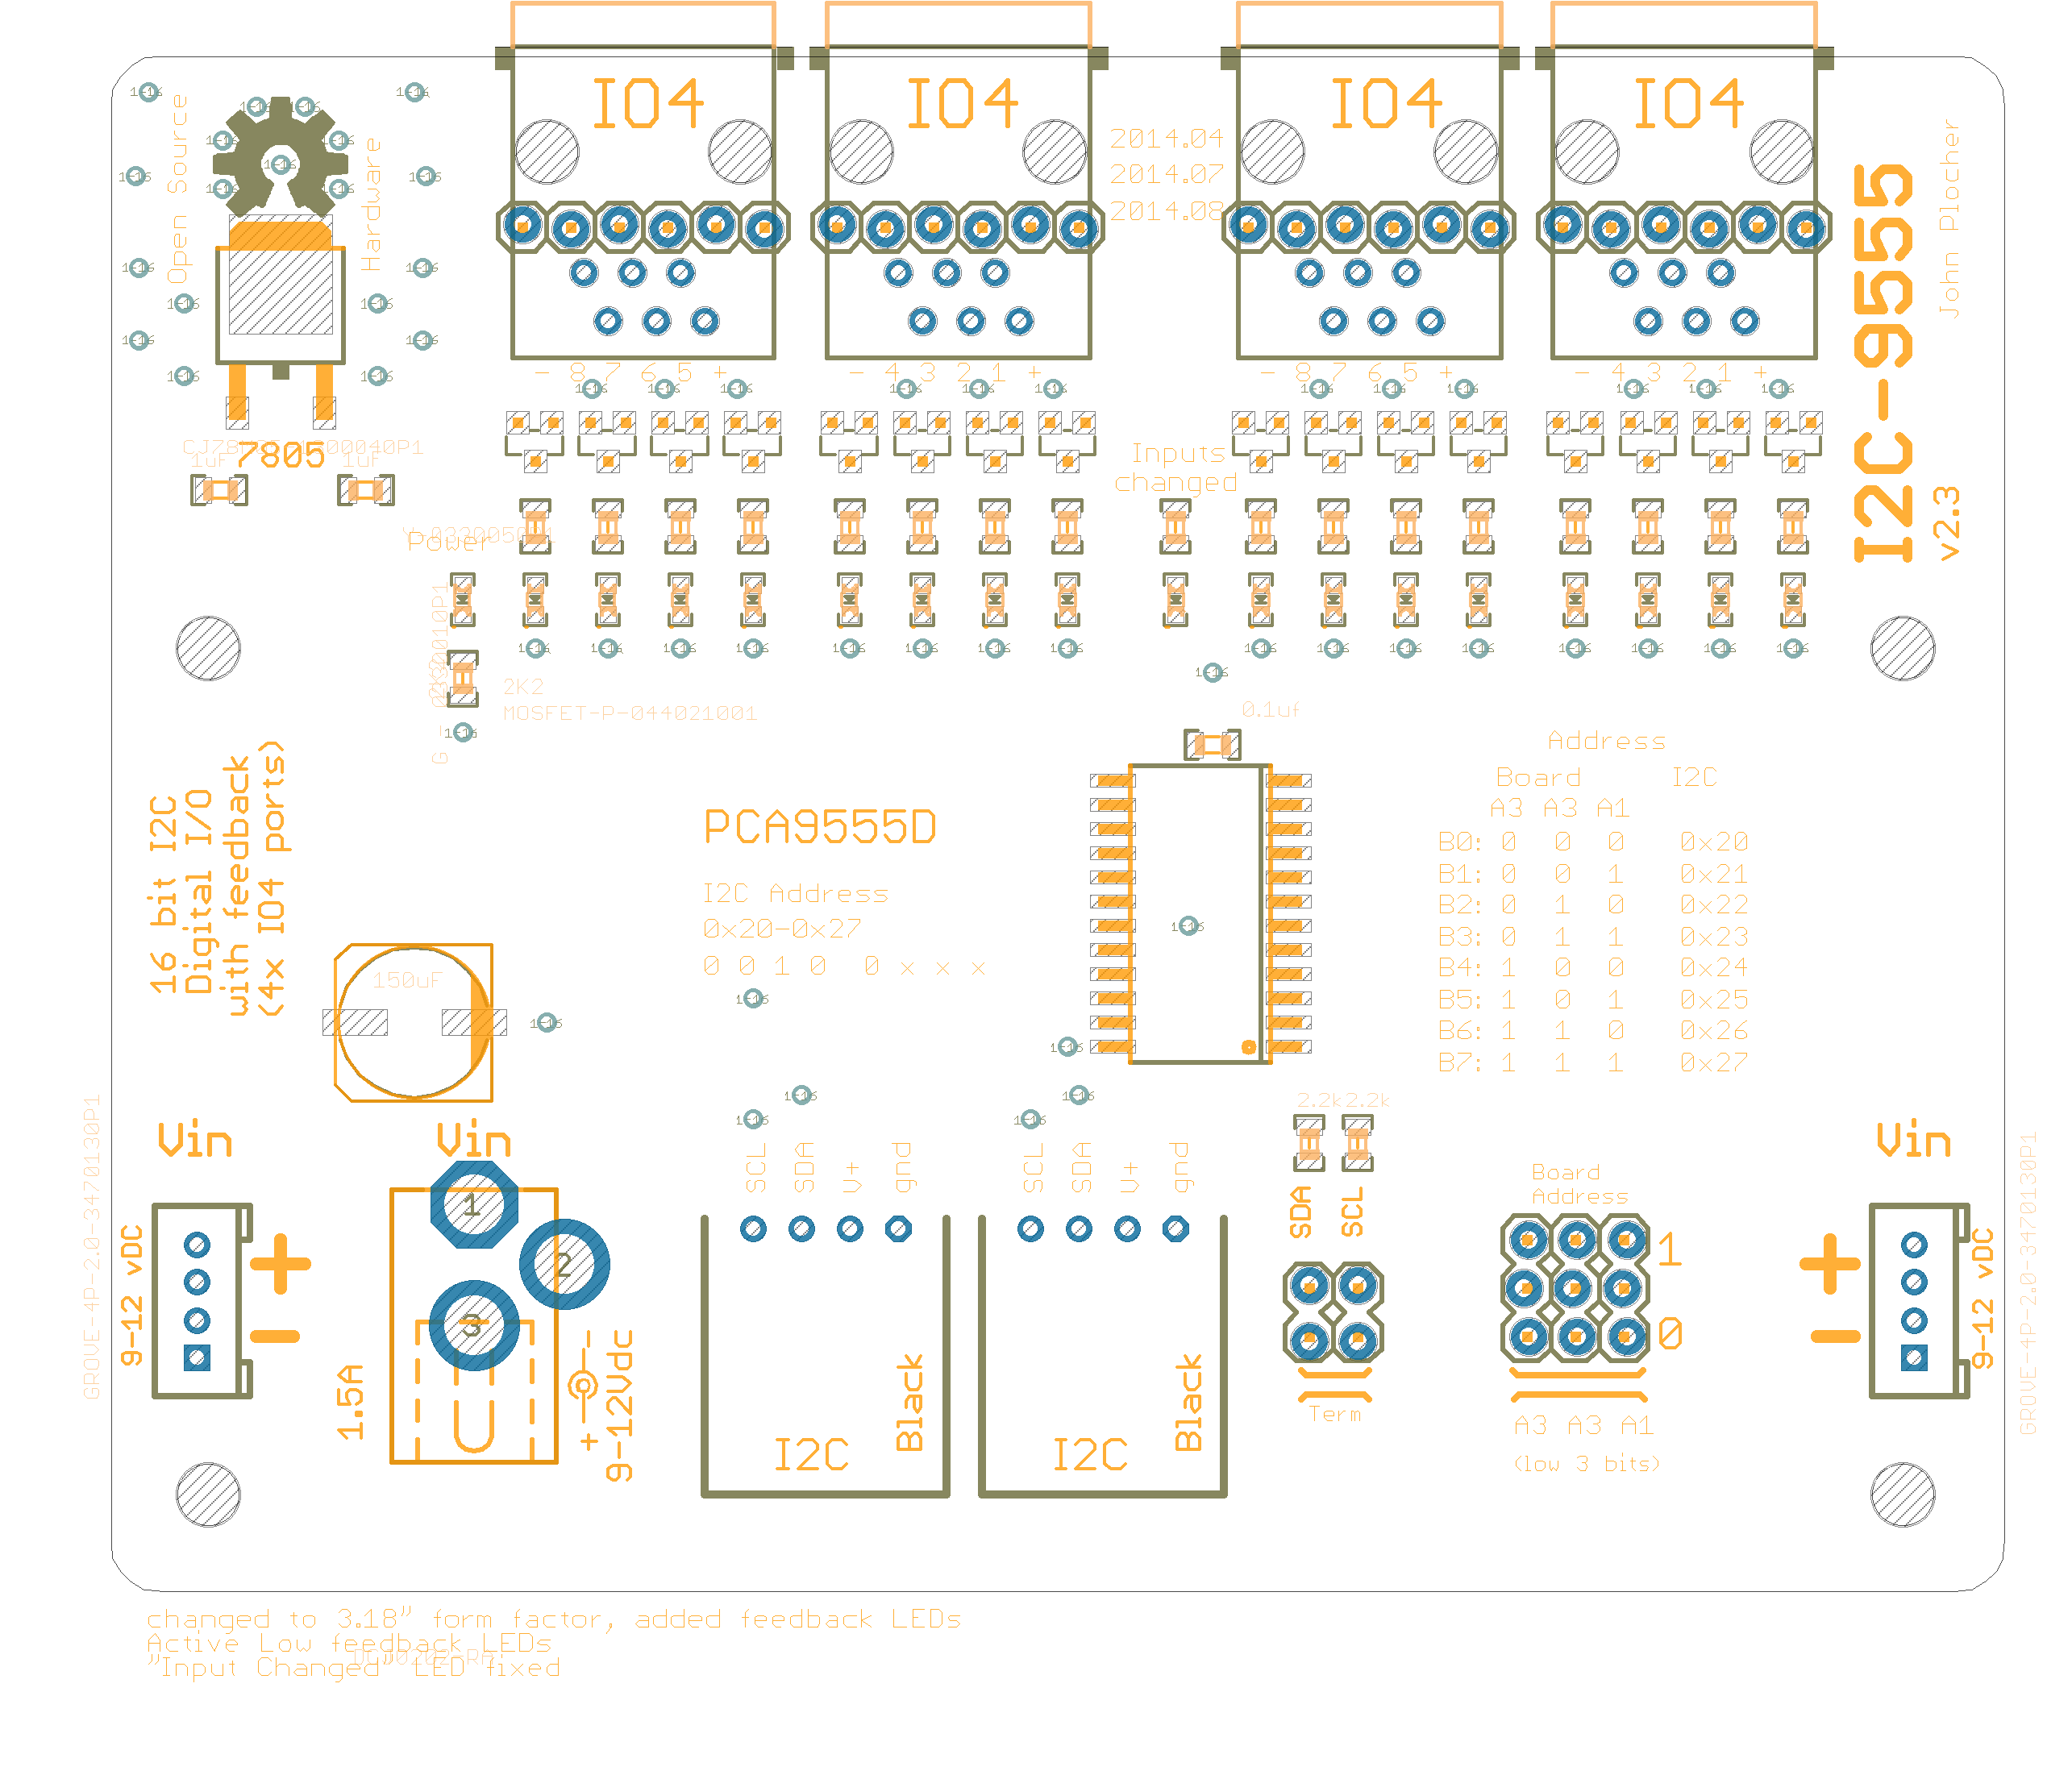 IO4
IO4
IO4
IO4
Open Source
Hardware
2014.04
2014.07
2014.08
John Plocher
I2C-9555
v2.3
- 8 7 6 5 +
- 4 3 2 1 +
- 8 7 6 5 +
- 4 3 2 1 +
7805
1uF
1uF
Inputs
changed
Power
2K2
MOSFET-P-044021001
G -
0.1uf
16 bit I2C
Digital I/O
with feedback
(4x IO4 ports)
PCA9555D
I2C Address
0x20-0x27
0 0 1 0 0 x x x
Address
Board I2C
A3 A3 A1
B0: 0 0 0 0x20
B1: 0 0 1 0x21
B2: 0 1 0 0x22
B3: 0 1 1 0x23
B4: 1 0 0 0x24
B5: 1 0 1 0x25
B6: 1 1 0 0x26
B7: 1 1 1 0x27
150uF
2.2k 2.2k
GROVE-4P-2.0-3470130P1
Vin
9-12 vDC
+
-
Vin
1
2
3
1.5A
+
9-12Vdc
SCL
SDA
V+
gnd
I2C
Black
SCL
SDA
V+
gnd
I2C
Black
SDA
SCL
Term
Board
Address
1
0
A3 A3 A1
(low 3 bits)
Vin
+
-
9-12 vDC
GROVE-4P-2.0-3470130P1
changed to 3.18" form factor, added feedback LEDs
Active Low feedback LEDs
"Input Changed" LED fixed